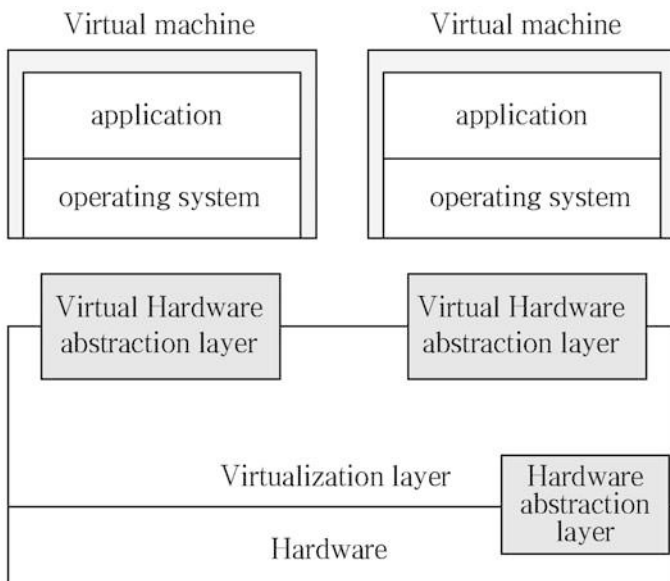 Virtual machine
Virtual machine
application
application
operating system
operating system
Virtual Hardware
abstraction layer
Virtual Hardware
abstraction layer
Virtualization layer
Hardware
abstraction
layer
Hardware